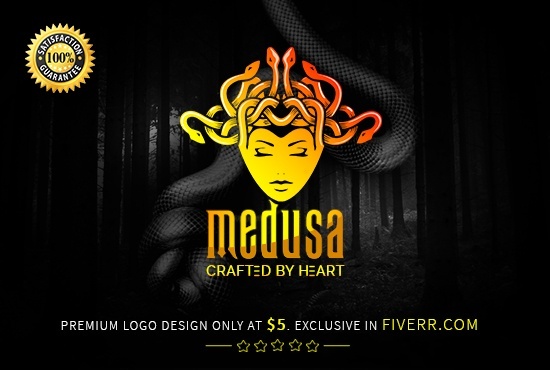 SATISFACTION
100%
GUARANTEE
medusa
CRAFTED BY HEART
PREMIUM LOGO DESIGN ONLY AT $5. EXCLUSIVE IN FIVERR.COM